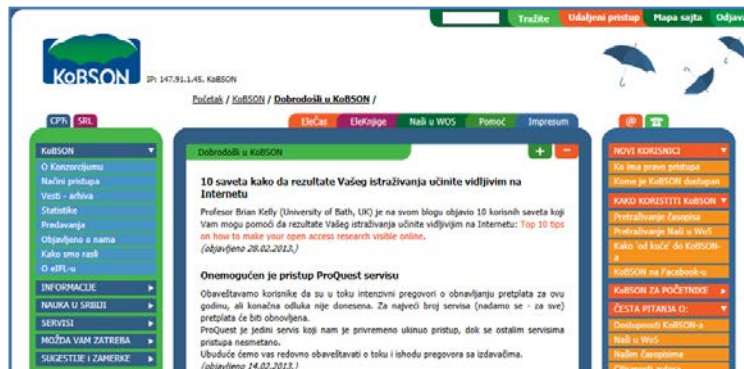 Tražite Udaljeni pristup Mapa sajta Odjava
KoBSON
IP: 147.91.1.45, KoBSON
Početak / KoBSON / Dobrodošli u KoBSON /
СРП SRL
EleČas EleKnjige Naši u WOS Pomoć Impresum
@
KoBSON
O Konzorcijumu
Načini pristupa
Vesti - arhiva
Statistike
Predavanja
Objavljeno o nama
Kako smo rasli
O eIFL-u
INFORMACIJE
NAUKA U SRBIJI
SERVISI
MOŽDA VAM ZATREBA
SUGESTIJE i ZAMERKE
Dobrodošli u KoBSON
+ −
10 saveta kako da rezultate Vašeg istraživanja učinite vidljivim na
Internetu
Profesor Brian Kelly (University of Bath, UK) je na svom blogu objavio 10 korisnih saveta koji
Vam mogu pomoći da rezultate Vašeg istraživanja učinite vidljivijim na Internetu: Top 10 tips
on how to make your open access research visible online.
(objavljeno 28.02.2013.)
Onemogućen je pristup ProQuest servisu
Obaveštavamo korisnike da su u toku intenzivni pregovori o obnavljanju pretplata za ovu
godinu, ali konačna odluka nije donesena. Za najveći broj servisa (nadamo se - za sve)
pretplata će biti obnovljena.
ProQuest je jedini servis koji nam je privremeno ukinuo pristup, dok se ostalim servisima
pristupa nesmetano.
Ubuduće ćemo vas redovno obaveštavati o toku i ishodu pregovora sa izdavačima.
(objavljeno 14.02.2013.)
NOVI KORISNICI
Ko ima pravo pristupa
Kome je KoBSON dostupan
KAKO KORISTITI KoBSON
Pretraživanje časopisa
Pretraživanje Naši u WoS
Kako 'od kuće' do KoBSON-
a
KoBSON na Facebook-u
KoBSON ZA POČETNIKE
ČESTA PITANJA O:
Dostupnosti KoBSON-a
Naši u WoS
Našim časopisima